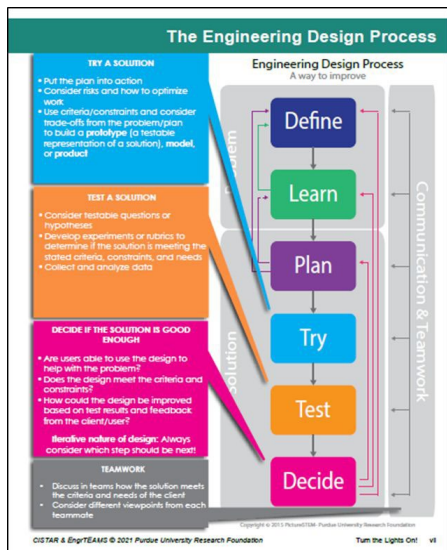 The Engineering Design Process
TRY A SOLUTION
• Put the plan into action
• Consider risks and how to optimize
work
• Use criteria/constraints and consider
trade-offs from the problem/plan
to build a prototype (a testable
representation of a solution), model,
or product
TEST A SOLUTION
• Consider testable questions or
hypotheses
• Develop experiments or rubrics to
determine if the solution is meeting the
stated criteria, constraints, and needs
• Collect and analyze data
DECIDE IF THE SOLUTION IS GOOD
ENOUGH
• Are users able to use the design to
help with the problem?
• Does the design meet the criteria and
constraints?
• How could the design be improved
based on test results and feedback
from the client/user?
Iterative nature of design: Always
consider which step should be next!
TEAMWORK
• Discuss in teams how the solution meets
the criteria and needs of the client
• Consider different viewpoints from each
teammate
Engineering Design Process
A way to improve
Define
Learn
Plan
Try
Test
Decide
Solution
Communication & Teamwork
Copyright © 2015 PictureSTEM- Purdue University Research Foundation
CISTAR & EngrTEAMS © 2021 Purdue University Research Foundation
Turn the Lights On!
vii